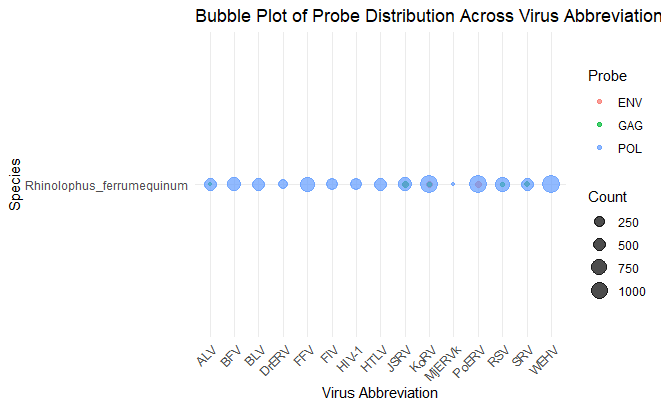 Bubble Plot of Probe Distribution Across Virus Abbreviation
Species
Rhinolophus_ferrumequinum
ALV
BFV
BLV
DrERV
FFV
FIV
HIV-1
HTLV
JSRV
KoRV
MjERVk
PoERV
RSV
SRV
WEHV
Virus Abbreviation
Probe
ENV
GAG
POL
Count
250
500
750
1000